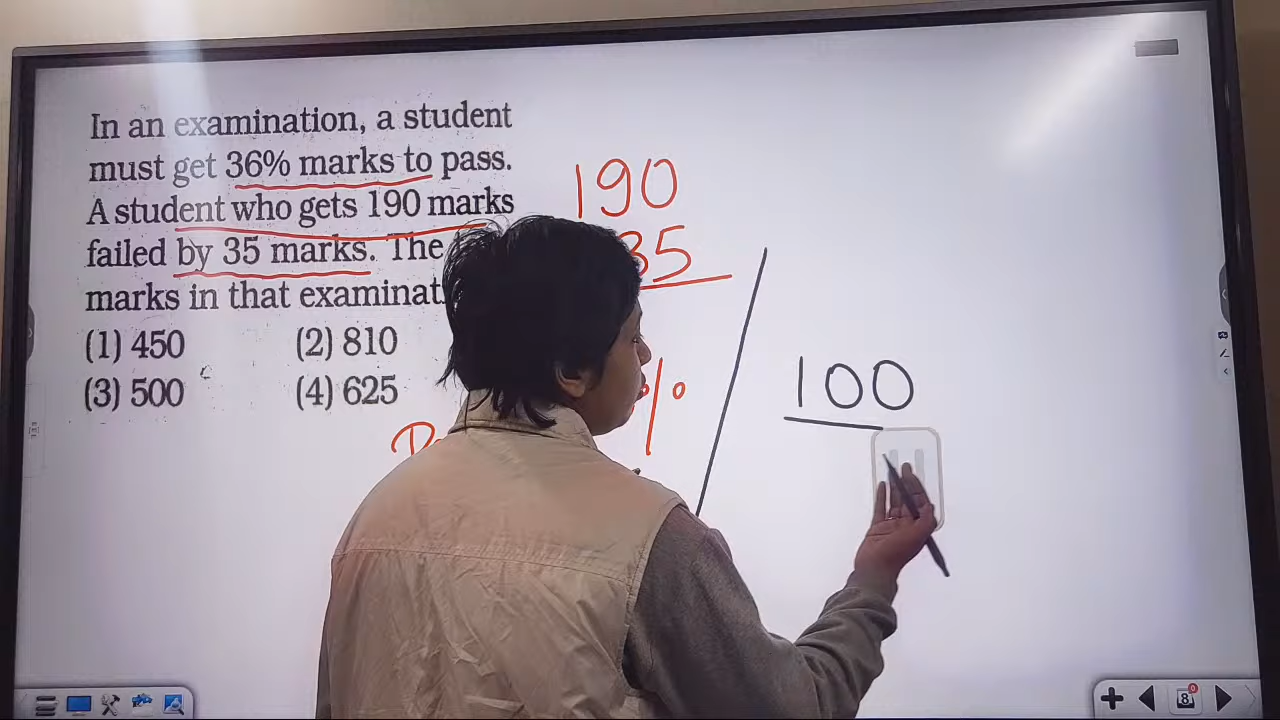 In an examination, a student
must get 36% marks to pass.
A student who gets 190 marks
failed by 35 marks. The
marks in that examinat
(1) 450 (2) 810
(3) 500 (4) 625
190
35
%
100
8